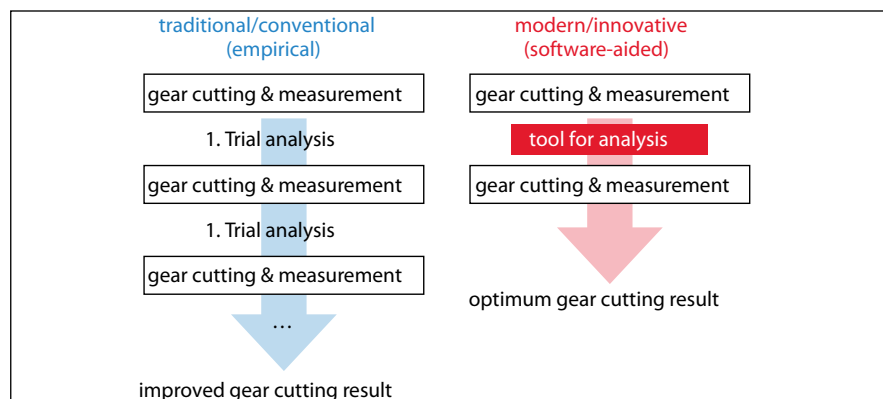 traditional/conventional
(empirical)
gear cutting & measurement
1. Trial analysis
gear cutting & measurement
1. Trial analysis
gear cutting & measurement
...
improved gear cutting result
modern/innovative
(software-aided)
gear cutting & measurement
tool for analysis
gear cutting & measurement
optimum gear cutting result